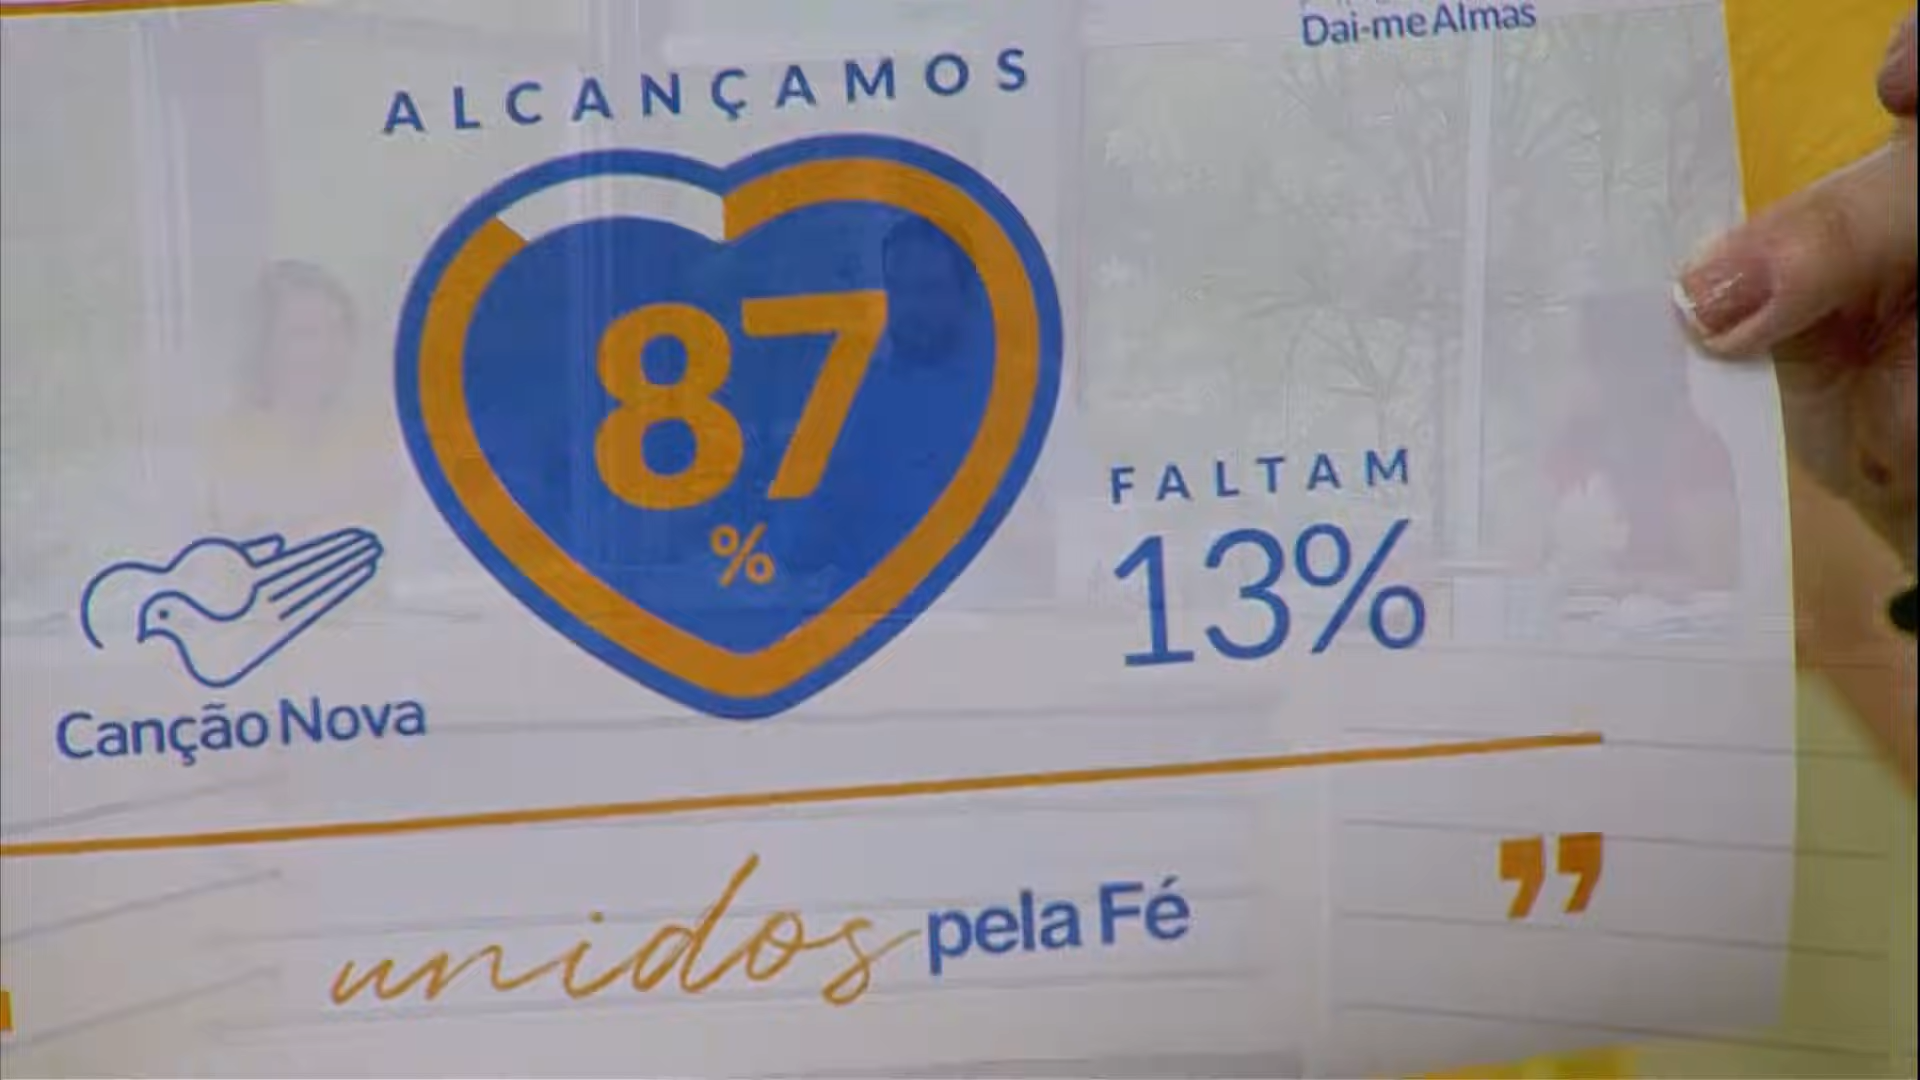 Dai-me Almas
ALCANÇAMOS
87
%
FALTAM
13%
Canção Nova
unidos pela Fé
”